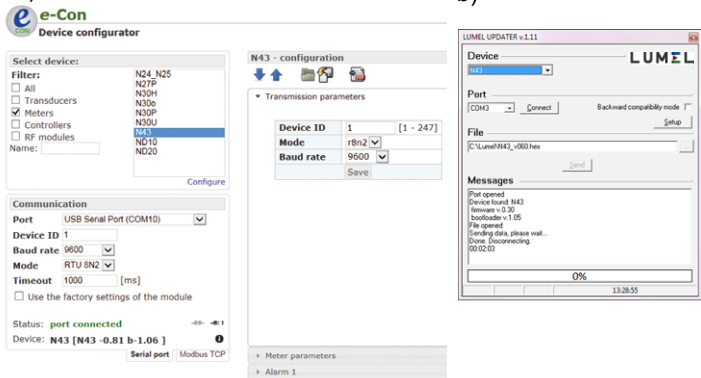 b)
e-Con
CON
Device configurator
Select device:
Filter:
All
Transducers
Meters
Controllers
RF modules
Name:
N24_N25
N27P
N30H
N30o
N30P
N30U
N43
ND10
ND20
Configure
Communication
Port USB Serial Port (COM10)
Device ID 1
Baud rate 9600
Mode RTU 8N2
Timeout 1000 [ms]
Use the factory settings of the module
Status: port connected
Device: N43 [N43 -0.81 b-1.06 ]
Serial port Modbus TCP
N43 - configuration
Transmission parameters
Device ID 1 [1 - 247]
Mode r8n2
Baud rate 9600
Save
Meter parameters
Alarm 1
LUMEL UPDATER v.1.11
Device
LUMEL
N43
Port
COM3 Connect Backward compatibility mode
Setup
File
C:\Lumel\N43_v060.hex ...
Send
Messages
Port opened
Device found: N43
firmware v.0.30
bootloader v.1.05
File opened
Sending data, please wait...
Done. Disconnecting.
00:02:03
0%
13:28:55